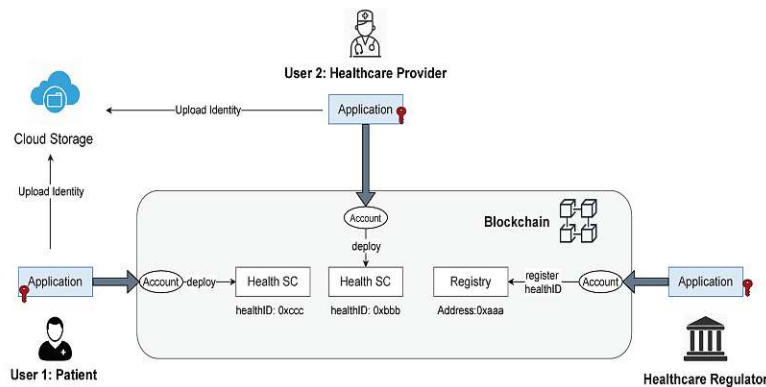 User 2: Healthcare Provider
Upload Identity
Application
Cloud Storage
Upload Identity
Account
Blockchain
deploy
Application
Account
deploy
Health SC
Health SC
Registry
register
healthID
Account
Application
healthID: 0xccc
healthID: 0xbbb
Address:0xaaa
User 1: Patient
Healthcare Regulator